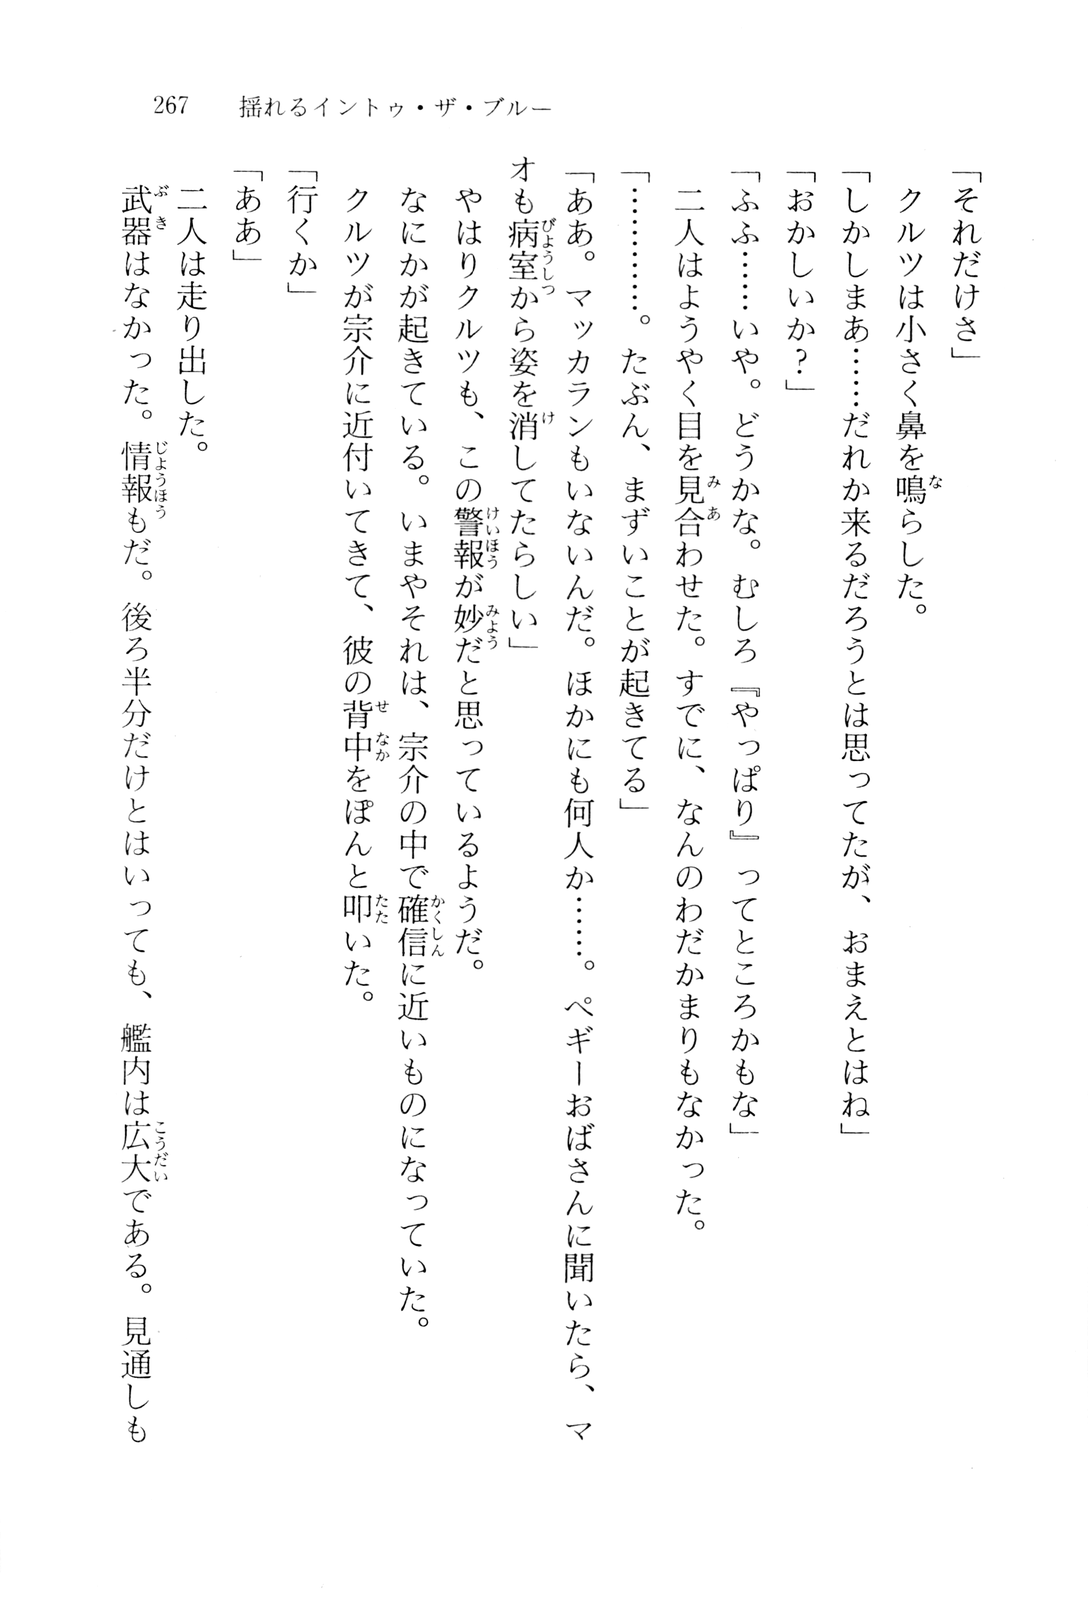 267　揺れるイントゥ・ザ・ブルー
「それだけさ」
クルツは小さく鼻を鳴らした。
「しかしまあ……だれか来るだろうとは思ってたが、おまえとはね」
「おかしいか？」
「ふふ……いや。どうかな。むしろ『やっぱり』ってところかもな」
二人はようやく目を見合わせた。すでに、なんのわだかまりもなかった。
「…………。たぶん、まずいことが起きてる」
「ああ。マッカランもいないんだ。ほかにも何人か……。ペギーおばさんに聞いたら、マ
オも病室から姿を消してたらしい」
やはりクルツも、この警報が妙だと思っているようだ。
なにかが起きている。いまやそれは、宗介の中で確信に近いものになっていた。
クルツが宗介に近付いてきて、彼の背中をぽんと叩いた。
「行くか」
「ああ」
二人は走り出した。
武器はなかった。情報もだ。後ろ半分だけとはいっても、艦内は広大である。見通しも